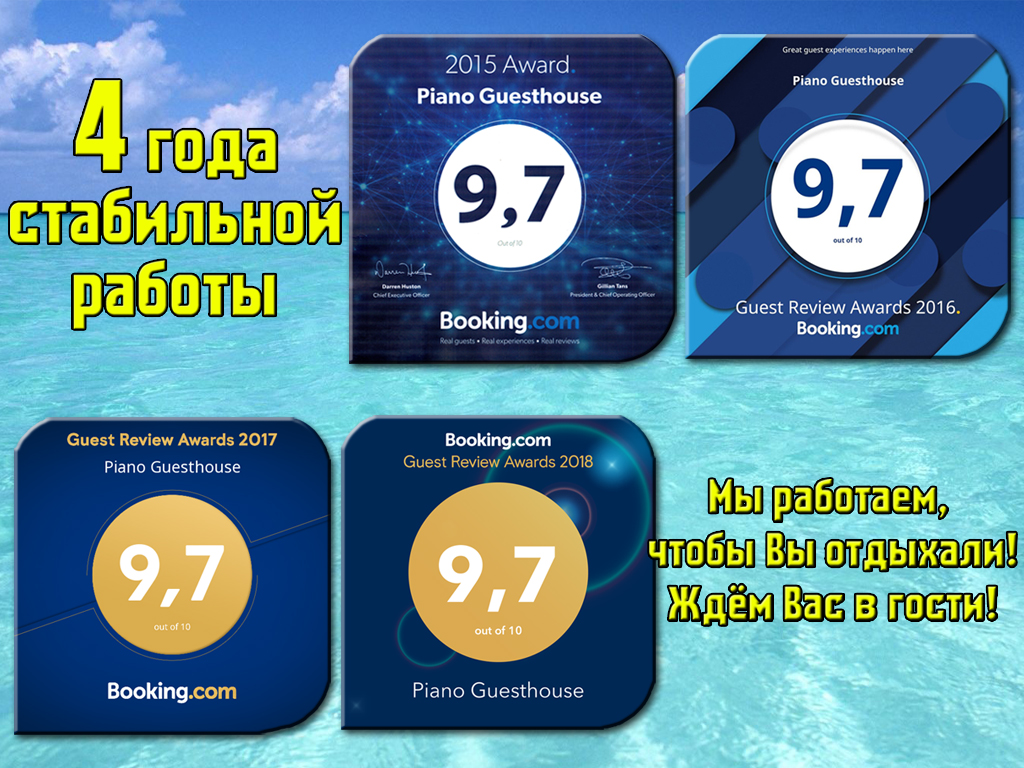 4 года
стабильной
работы
2015 Award.
Piano Guesthouse
9,7
Out of 10
Darren Huston
Chief Executive Officer
Gillian Tans
President & Chief Operating Officer
Booking.com
Real guests • Real experiences • Real reviews
Great guest experiences happen here
Piano Guesthouse
9,7
out of 10
Guest Review Awards 2016.
Booking.com
Guest Review Awards 2017
Piano Guesthouse
9,7
out of 10
Booking.com
Booking.com
Guest Review Awards 2018
9,7
out of 10
Piano Guesthouse
Мы работаем,
чтобы Вы отдыхали!
Ждём Вас в гости!